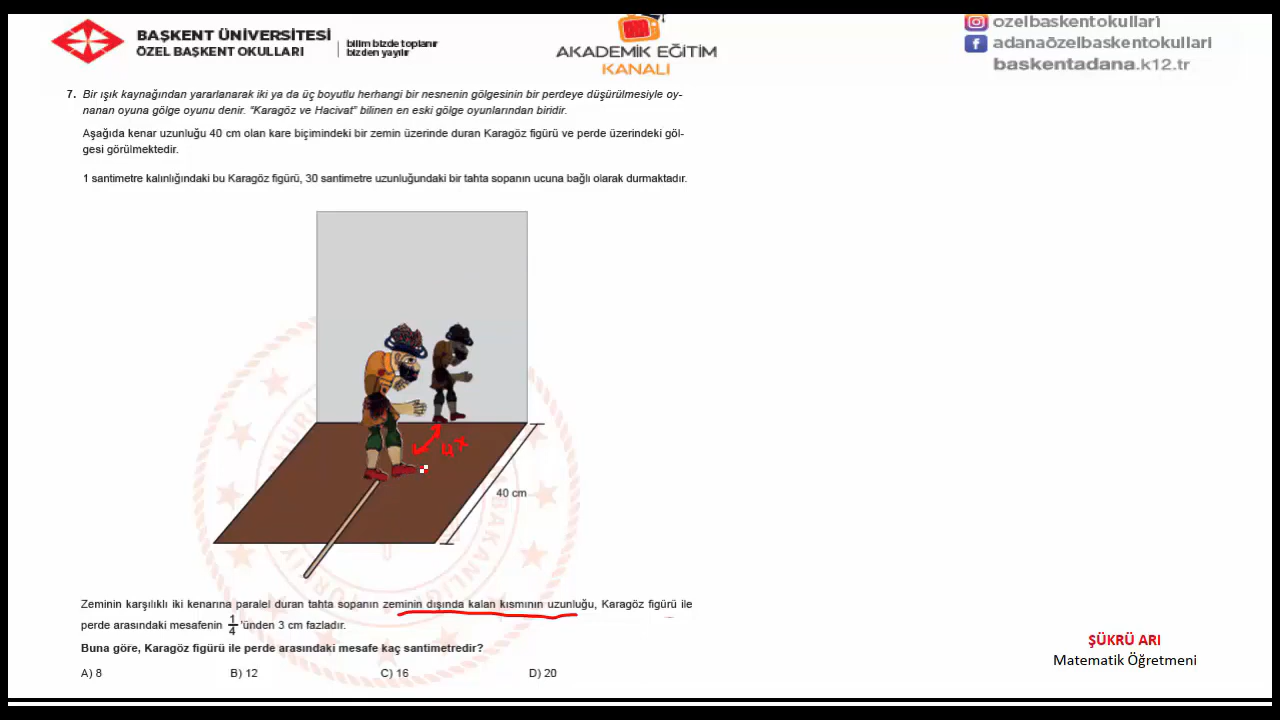 BAŞKENT ÜNİVERSİTESİ
ÖZEL BAŞKENT OKULLARI
bilim bizde toplanır
bizden yayılır
AKADEMİK EĞİTİM
KANALI
ozelbaskentokullari
adanaözelbaskentokullari
baskentadana.k12.tr
7. Bir ışık kaynağından yararlanarak iki ya da üç boyutlu herhangi bir nesnenin gölgesinin bir perdeye düşürülmesiyle oy-
nanan oyuna gölge oyunu denir. "Karagöz ve Hacivat" bilinen en eski gölge oyunlarından biridir.
Aşağıda kenar uzunluğu 40 cm olan kare biçimindeki bir zemin üzerinde duran Karagöz figürü ve perde üzerindeki göl-
gesi görülmektedir.
1 santimetre kalınlığındaki bu Karagöz figürü, 30 santimetre uzunluğundaki bir tahta sopanın ucuna bağlı olarak durmaktadır.
4x
40 cm
Zeminin karşılıklı iki kenarına paralel duran tahta sopanın zeminin dışında kalan kısmının uzunluğu, Karagöz figürü ile
perde arasındaki mesafenin 1/4 'ünden 3 cm fazladır.
Buna göre, Karagöz figürü ile perde arasındaki mesafe kaç santimetredir?
A) 8 B) 12 C) 16 D) 20
ŞÜKRÜ ARI
Matematik Öğretmeni